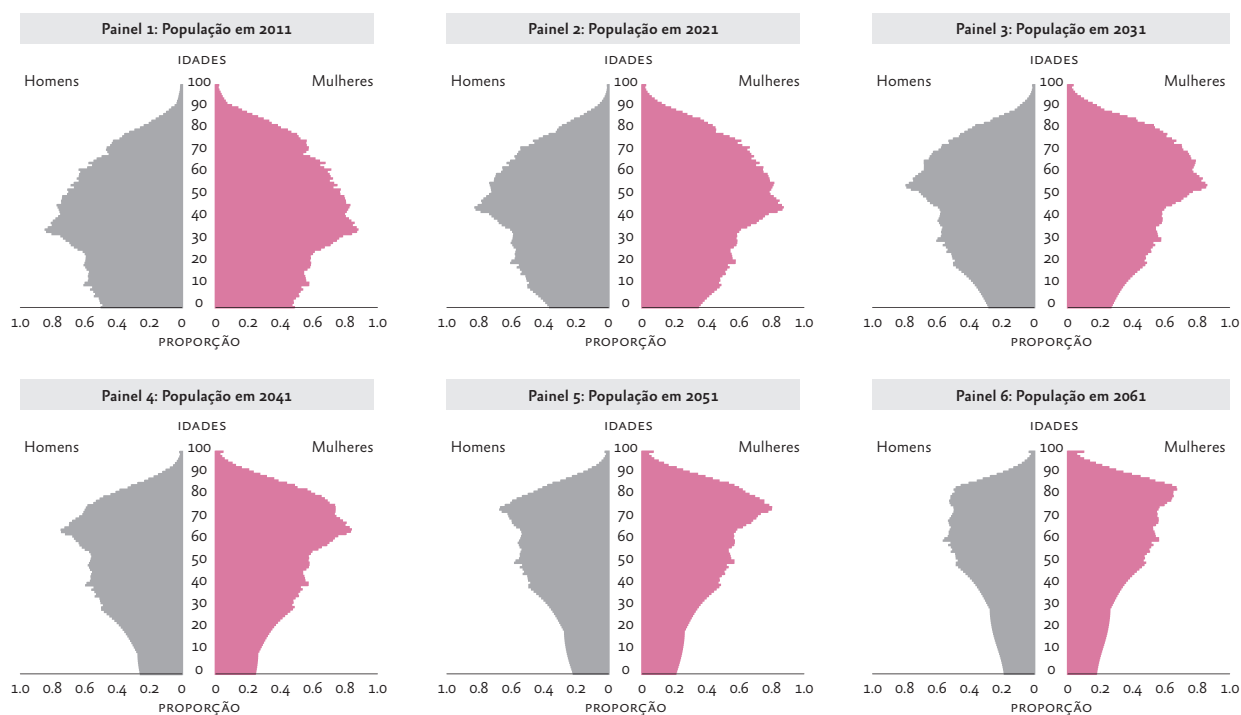 Painel 1: População em 2011
IDADES
Homens
Mulheres
100
90
80
70
60
50
40
30
20
10
0
1.0 0.8 0.6 0.4 0.2 0 0 0.2 0.4 0.6 0.8 1.0
PROPORÇÃO
Painel 2: População em 2021
IDADES
Homens
Mulheres
100
90
80
70
60
50
40
30
20
10
0
1.0 0.8 0.6 0.4 0.2 0 0 0.2 0.4 0.6 0.8 1.0
PROPORÇÃO
Painel 3: População em 2031
IDADES
Homens
Mulheres
100
90
80
70
60
50
40
30
20
10
0
1.0 0.8 0.6 0.4 0.2 0 0 0.2 0.4 0.6 0.8 1.0
PROPORÇÃO
Painel 4: População em 2041
IDADES
Homens
Mulheres
100
90
80
70
60
50
40
30
20
10
0
1.0 0.8 0.6 0.4 0.2 0 0 0.2 0.4 0.6 0.8 1.0
PROPORÇÃO
Painel 5: População em 2051
IDADES
Homens
Mulheres
100
90
80
70
60
50
40
30
20
10
0
1.0 0.8 0.6 0.4 0.2 0 0 0.2 0.4 0.6 0.8 1.0
PROPORÇÃO
Painel 6: População em 2061
IDADES
Homens
Mulheres
100
90
80
70
60
50
40
30
20
10
0
1.0 0.8 0.6 0.4 0.2 0 0 0.2 0.4 0.6 0.8 1.0
PROPORÇÃO